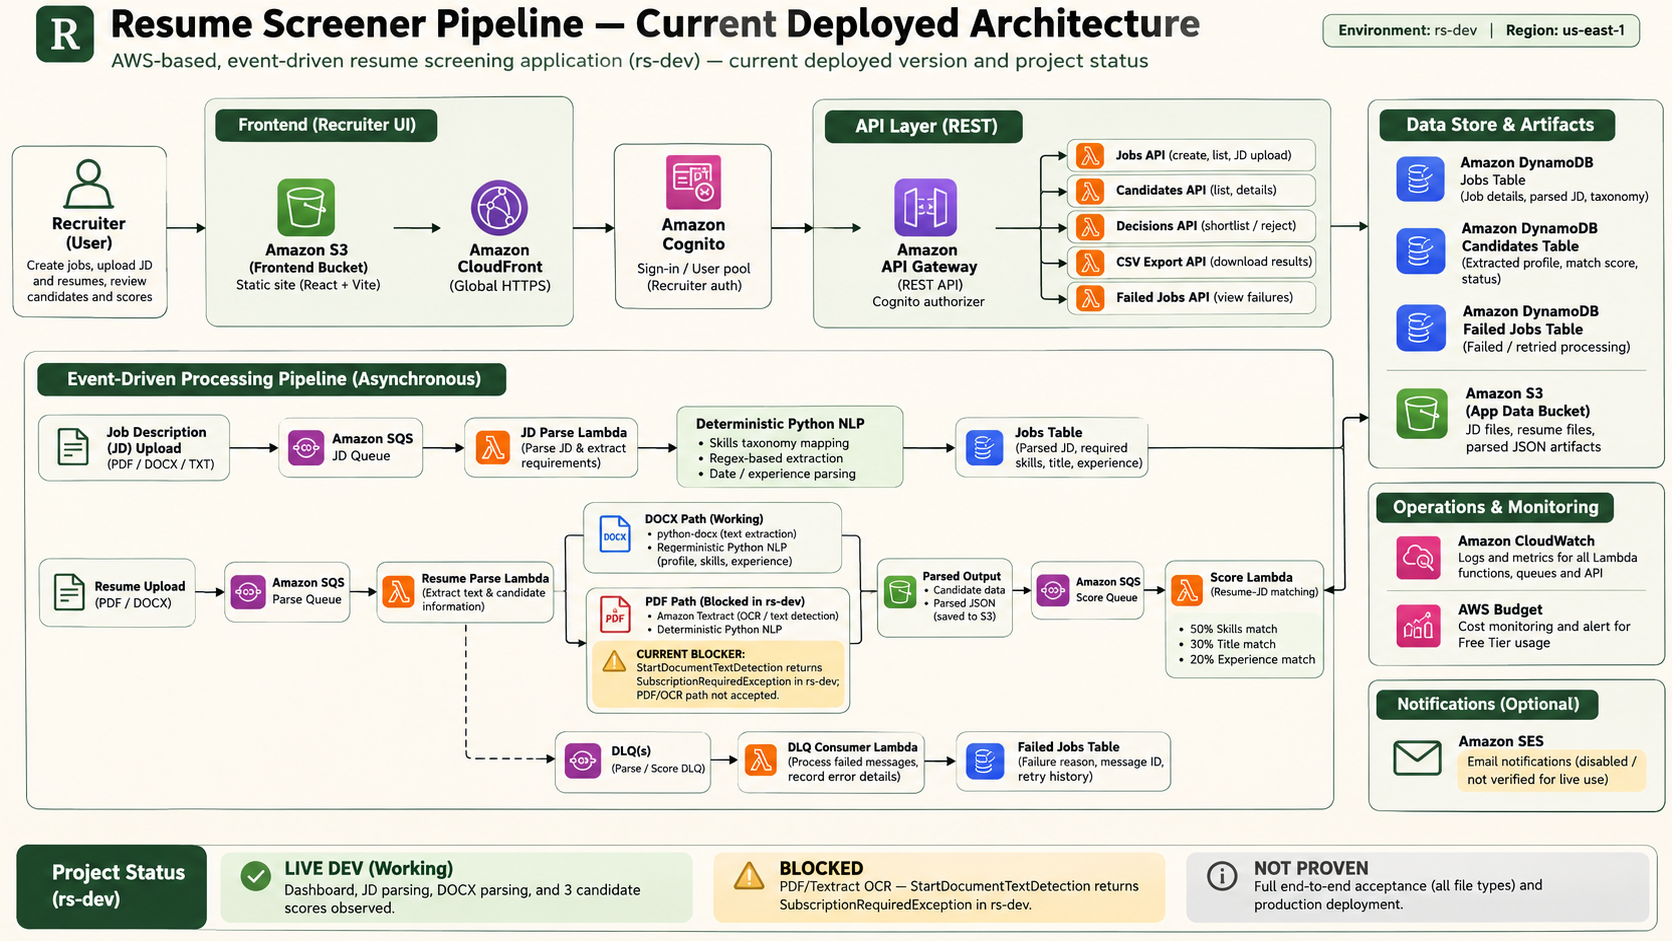 R
Resume Screener Pipeline — Current Deployed Architecture
AWS-based, event-driven resume screening application (rs-dev) — current deployed version and project status
Environment: rs-dev | Region: us-east-1
Recruiter
(User)
Create jobs, upload JD
and resumes, review
candidates and scores
Frontend (Recruiter UI)
Amazon S3
(Frontend Bucket)
Static site (React + Vite)
Amazon
CloudFront
(Global HTTPS)
Amazon
Cognito
Sign-in / User pool
(Recruiter auth)
API Layer (REST)
Amazon
API Gateway
(REST API)
Cognito authorizer
Jobs API (create, list, JD upload)
Candidates API (list, details)
Decisions API (shortlist / reject)
CSV Export API (download results)
Failed Jobs API (view failures)
Data Store & Artifacts
Amazon DynamoDB
Jobs Table
(Job details, parsed JD, taxonomy)
Amazon DynamoDB
Candidates Table
(Extracted profile, match score,
status)
Amazon DynamoDB
Failed Jobs Table
(Failed / retried processing)
Amazon S3
(App Data Bucket)
JD files, resume files,
parsed JSON artifacts
Event-Driven Processing Pipeline (Asynchronous)
Job Description
(JD) Upload
(PDF / DOCX / TXT)
Amazon SQS
JD Queue
JD Parse Lambda
(Parse JD & extract
requirements)
Deterministic Python NLP
• Skills taxonomy mapping
• Regex-based extraction
• Date / experience parsing
Jobs Table
(Parsed JD, required
skills, title, experience)
Resume Upload
(PDF / DOCX)
Amazon SQS
Parse Queue
Resume Parse Lambda
(Extract text & candidate
information)
DOCX
DOCX Path (Working)
• python-docx (text extraction)
• Regerministic Python NLP
(profile, skills, experience)
PDF
PDF Path (Blocked in rs-dev)
• Amazon Textract (OCR / text detection)
• Deterministic Python NLP
CURRENT BLOCKER:
StartDocumentTextDetection returns
SubscriptionRequiredException in rs-dev;
PDF/OCR path not accepted.
Parsed Output
• Candidate data
• Parsed JSON
(saved to S3)
Amazon SQS
Score Queue
Score Lambda
(Resume-JD matching)
• 50% Skills match
• 30% Title match
• 20% Experience match
DLQ(s)
(Parse / Score DLQ)
DLQ Consumer Lambda
(Process failed messages,
record error details)
Failed Jobs Table
(Failure reason, message ID,
retry history)
Operations & Monitoring
Amazon CloudWatch
Logs and metrics for all Lambda
functions, queues and API
AWS Budget
Cost monitoring and alert for
Free Tier usage
Notifications (Optional)
Amazon SES
Email notifications (disabled /
not verified for live use)
Project Status
(rs-dev)
LIVE DEV (Working)
Dashboard, JD parsing, DOCX parsing, and 3 candidate
scores observed.
BLOCKED
PDF/Textract OCR — StartDocumentTextDetection returns
SubscriptionRequiredException in rs-dev.
NOT PROVEN
Full end-to-end acceptance (all file types) and
production deployment.